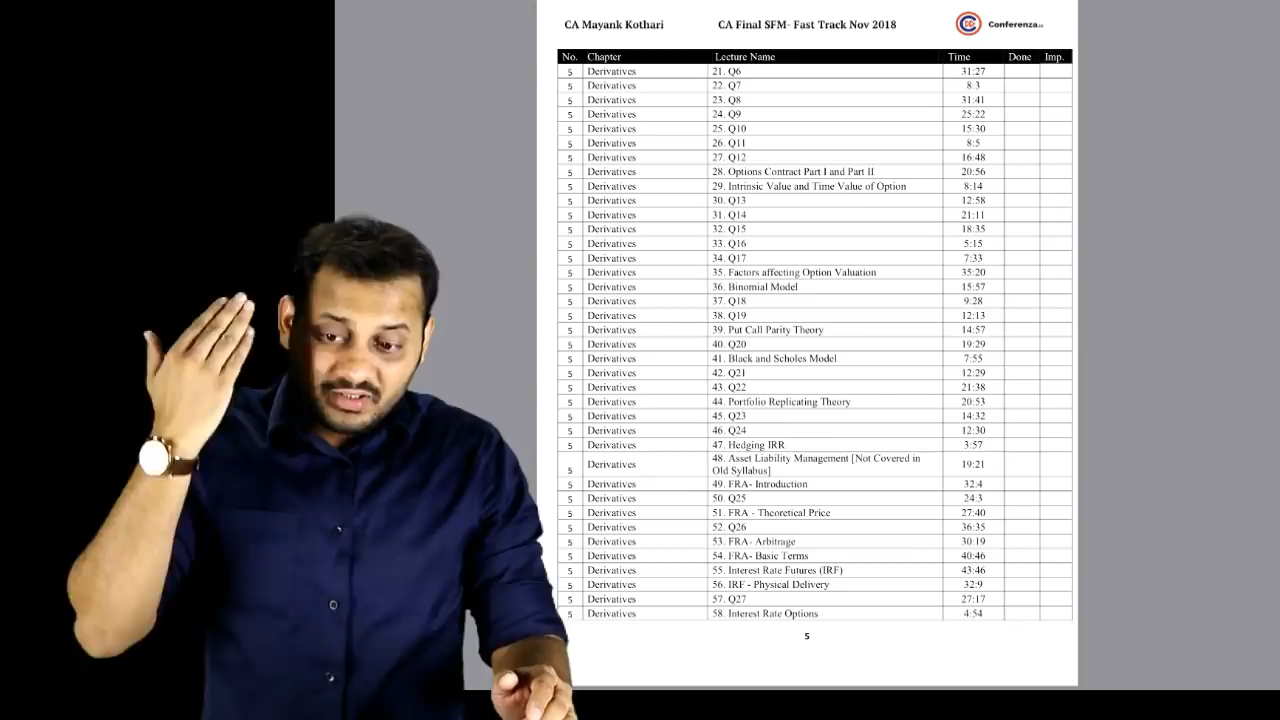 CA Mayank Kothari CA Final SFM- Fast Track Nov 2018 Conferenza.in
No. Chapter Lecture Name Time Done Imp.
5 Derivatives 21. Q6 31:27
5 Derivatives 22. Q7 8:3
5 Derivatives 23. Q8 31:41
5 Derivatives 24. Q9 25:22
5 Derivatives 25. Q10 15:30
5 Derivatives 26. Q11 8:5
5 Derivatives 27. Q12 16:48
5 Derivatives 28. Options Contract Part I and Part II 20:56
5 Derivatives 29. Intrinsic Value and Time Value of Option 8:14
5 Derivatives 30. Q13 12:58
5 Derivatives 31. Q14 21:11
5 Derivatives 32. Q15 18:35
5 Derivatives 33. Q16 5:15
5 Derivatives 34. Q17 7:33
5 Derivatives 35. Factors affecting Option Valuation 35:20
5 Derivatives 36. Binomial Model 15:57
5 Derivatives 37. Q18 9:28
5 Derivatives 38. Q19 12:13
5 Derivatives 39. Put Call Parity Theory 14:57
5 Derivatives 40. Q20 19:29
5 Derivatives 41. Black and Scholes Model 7:55
5 Derivatives 42. Q21 12:29
5 Derivatives 43. Q22 21:38
5 Derivatives 44. Portfolio Replicating Theory 20:53
5 Derivatives 45. Q23 14:32
5 Derivatives 46. Q24 12:30
5 Derivatives 47. Hedging IRR 3:57
5 Derivatives 48. Asset Liability Management [Not Covered in 19:21
Old Syllabus]
5 Derivatives 49. FRA- Introduction 32:4
5 Derivatives 50. Q25 24:3
5 Derivatives 51. FRA - Theoretical Price 27:40
5 Derivatives 52. Q26 36:35
5 Derivatives 53. FRA- Arbitrage 30:19
5 Derivatives 54. FRA- Basic Terms 40:46
5 Derivatives 55. Interest Rate Futures (IRF) 43:46
5 Derivatives 56. IRF - Physical Delivery 32:9
5 Derivatives 57. Q27 27:17
5 Derivatives 58. Interest Rate Options 4:54
5